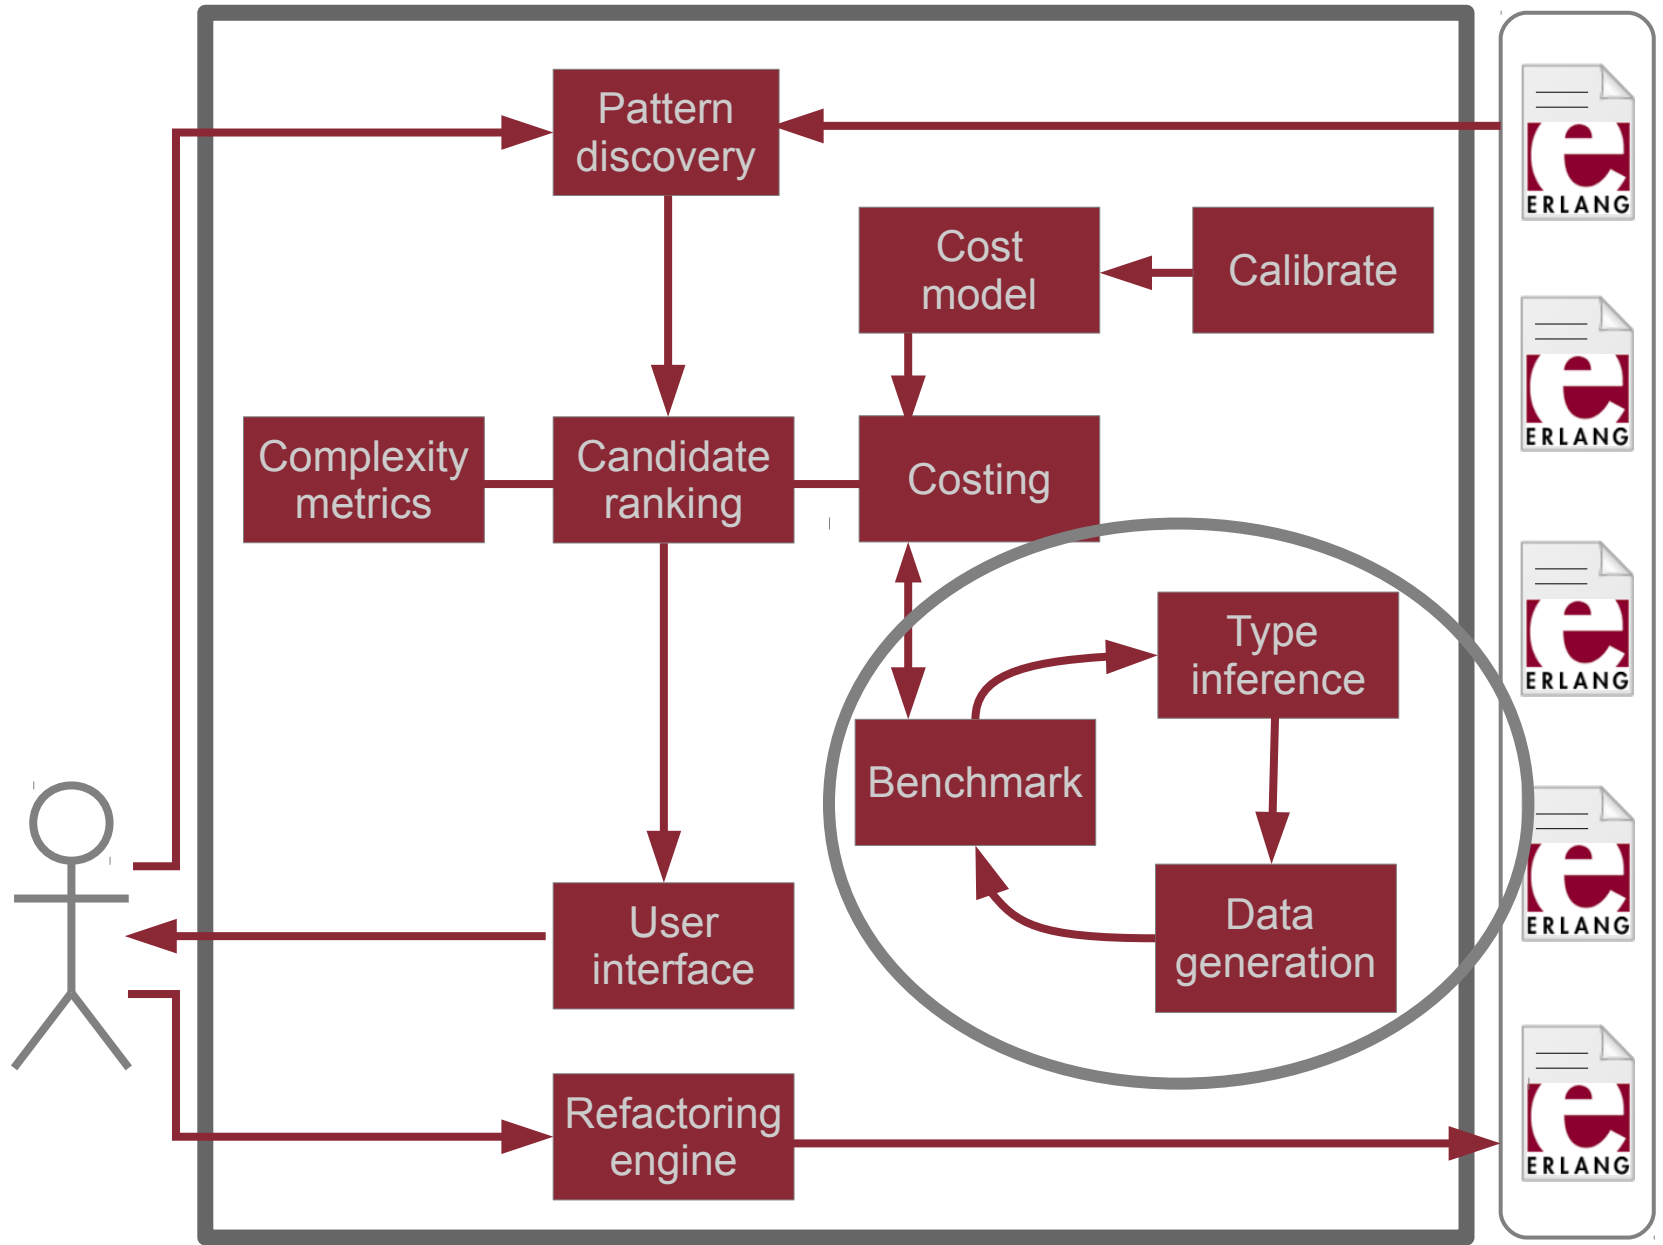 Pattern
discovery
Cost
model
Calibrate
Complexity
metrics
Candidate
ranking
Costing
Type
inference
Benchmark
Data
generation
User
interface
Refactoring
engine
e
ERLANG
e
ERLANG
e
ERLANG
e
ERLANG
e
ERLANG